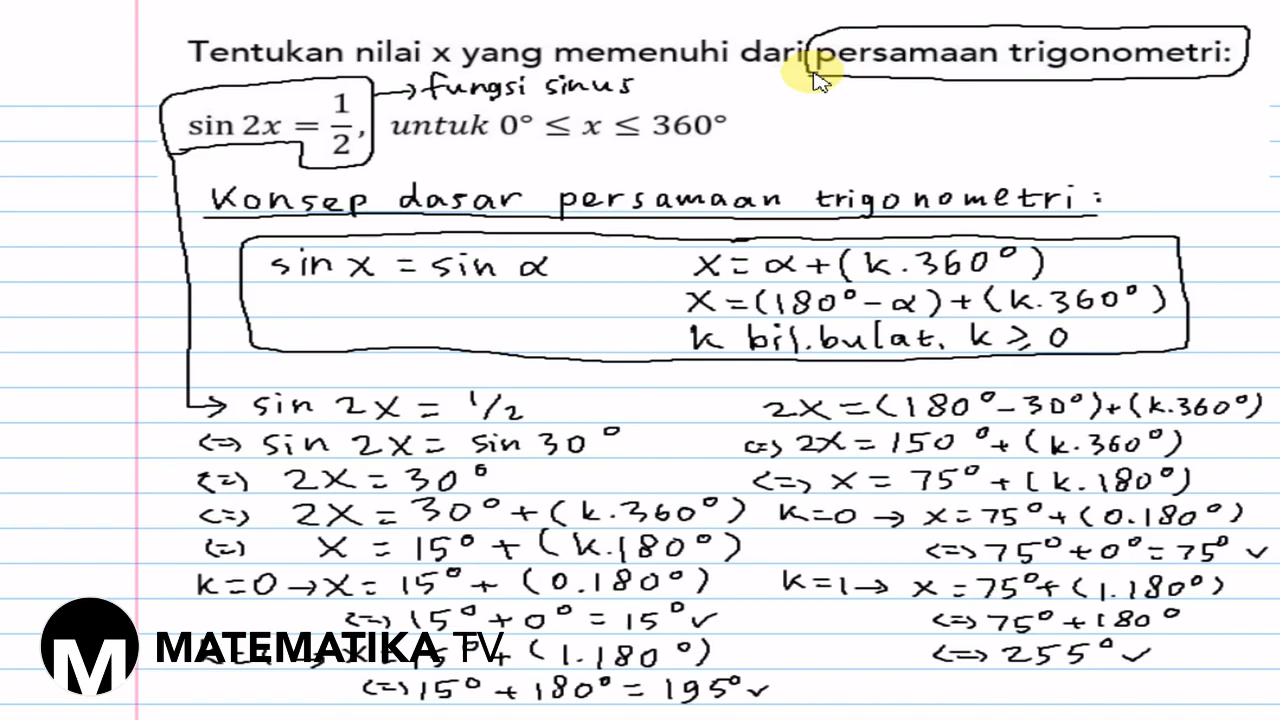 Tentukan nilai x yang memenuhi dari persamaan trigonometri:
→ fungsi sinus
sin 2x = 1/2, untuk 0° ≤ x ≤ 360°
Konsep dasar persamaan trigonometri:
sin x = sin α
x = α + (k.360°)
x = (180° - α) + (k.360°)
k bil.bulat, k ≥ 0
→ sin 2x = 1/2
<=> sin 2x = sin 30°
<=> 2x = 30°
<=> 2x = 30° + (k.360°)
<=> x = 15° + (k.180°)
k=0 → x = 15° + (0.180°)
<=> 15° + 0° = 15° ✓
x = 15° + (1.180°)
<=> 15° + 180° = 195° ✓
2x = (180° - 30°) + (k.360°)
<=> 2x = 150° + (k.360°)
<=> x = 75° + (k.180°)
k=0 → x = 75° + (0.180°)
<=> 75° + 0° = 75° ✓
k=1 → x = 75° + (1.180°)
<=> 75° + 180°
<=> 255° ✓
M MATEMATIKA TV